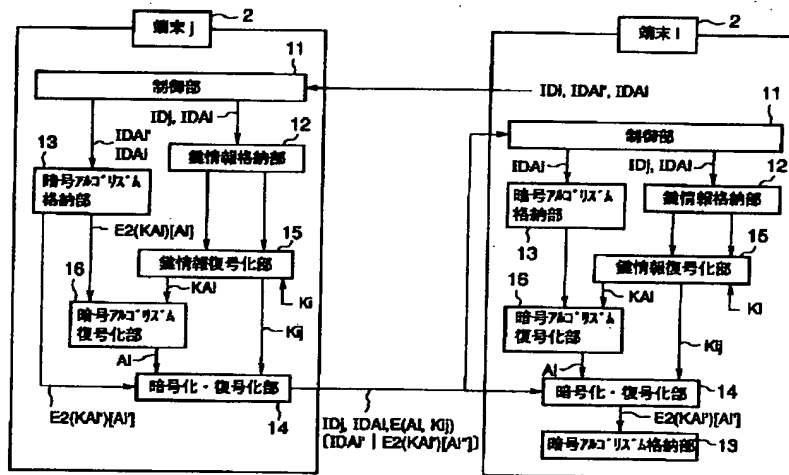 端末 j
2
11
制御部
IDj, IDAi
IDAi"
IDAi
13
12
暗号アルゴリズム
格納部
鍵情報格納部
E2(KAi)[Ai]
15
鍵情報復号化部
16
KAi
Kj
暗号アルゴリズム
復号化部
Kij
Ai
暗号化・復号化部
14
E2(KAi")[Ai"]
IDi, IDAi", IDAi
IDj, IDAi,E(Ai, Kij)
〔IDAi" | E2(KAi")[Ai"]〕
端末 i
2
11
制御部
IDAi
IDj, IDAi
12
暗号アルゴリズム
格納部
13
鍵情報格納部
15
鍵情報復号化部
16
KAi
Ki
暗号アルゴリズム
復号化部
Kij
Ai
暗号化・復号化部
14
E2(KAi")[Ai"]
暗号アルゴリズム格納部
13